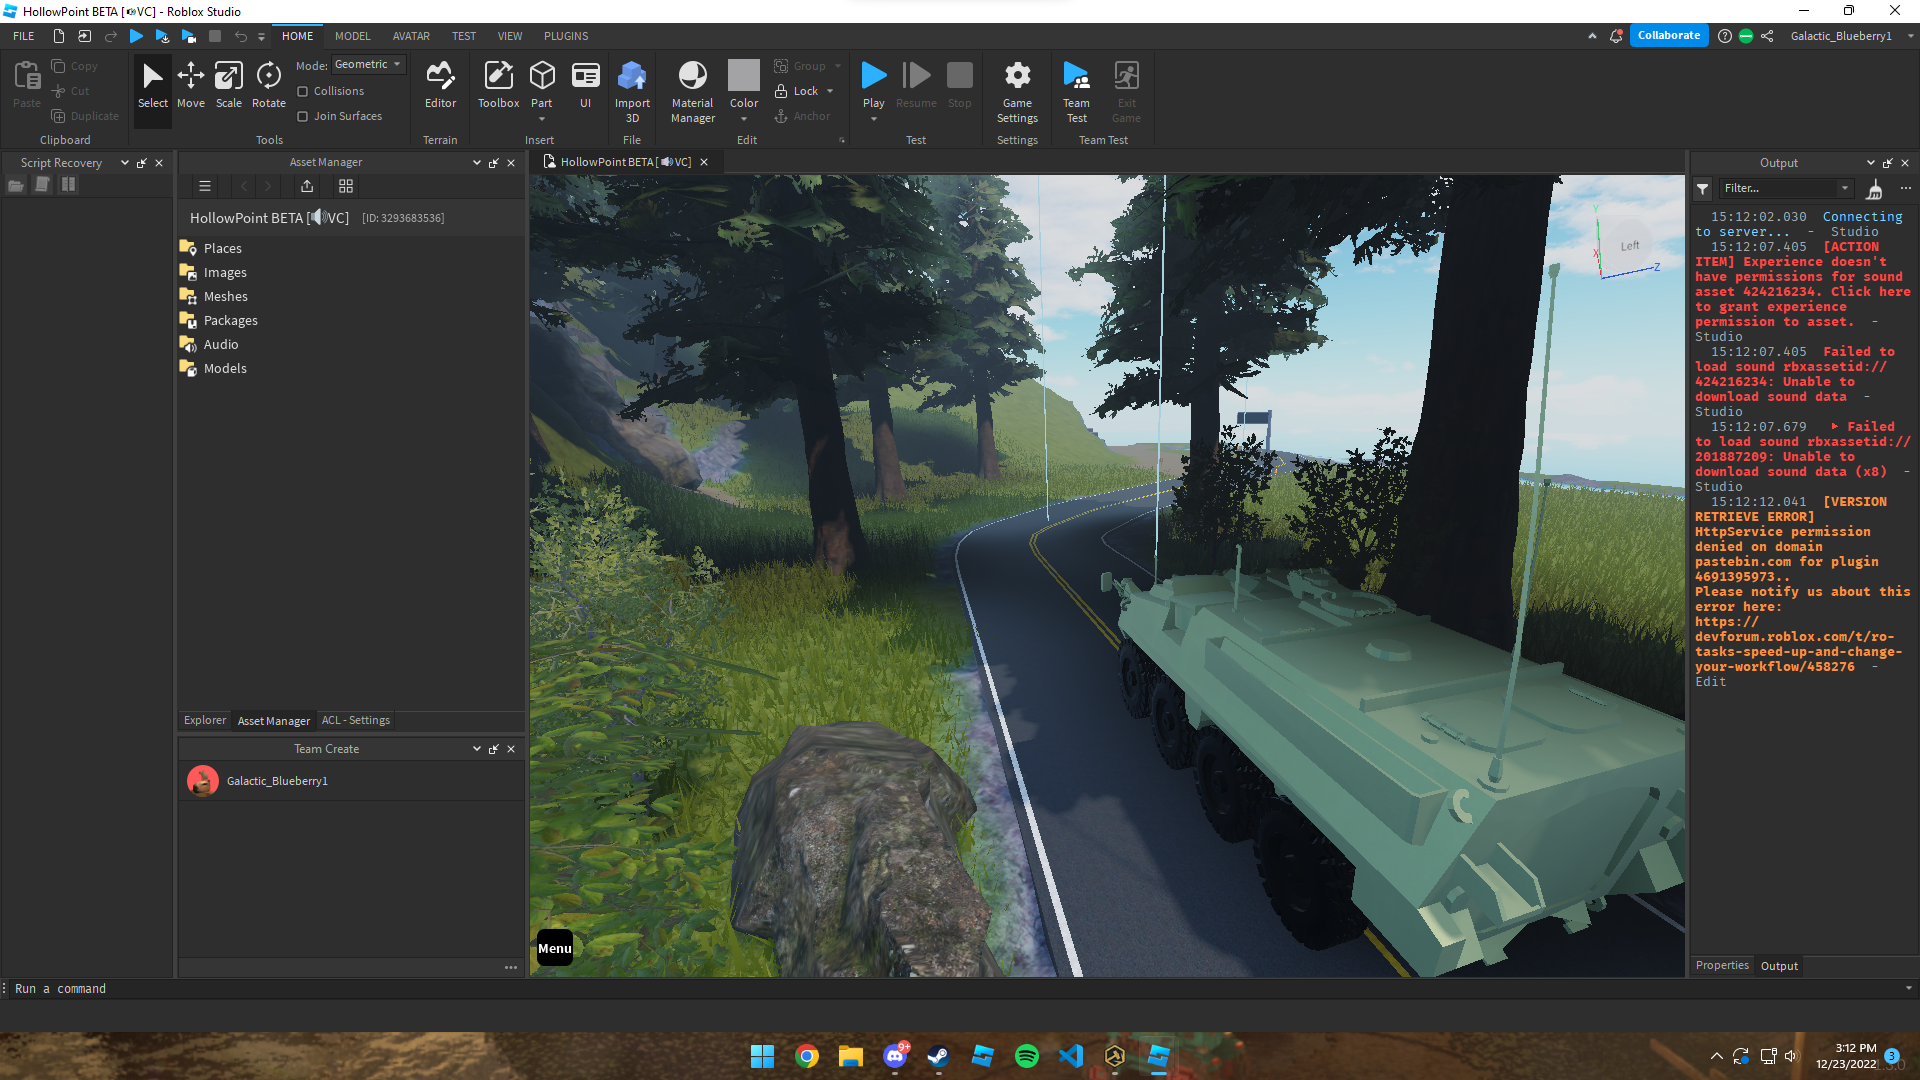 HollowPoint BETA [🔊VC] - Roblox Studio
FILE
HOME
MODEL
AVATAR
TEST
VIEW
PLUGINS
Collaborate
Galactic_Blueberry1
Paste
Copy
Cut
Duplicate
Clipboard
Select
Move
Scale
Rotate
Mode:
Geometric
Collisions
Join Surfaces
Tools
Editor
Terrain
Toolbox
Part
UI
Insert
Import
3D
File
Material
Manager
Color
Group
Lock
Anchor
Edit
Play
Resume
Stop
Test
Game
Settings
Settings
Team
Test
Exit
Game
Team Test
Script Recovery
Asset Manager
HollowPoint BETA [🔊VC]
Output
HollowPoint BETA [🔊VC] [ID: 3293683536]
Places
Images
Meshes
Packages
Audio
Models
Explorer
Asset Manager
ACL - Settings
Team Create
Galactic_Blueberry1
Y
X
Left
Z
Menu
Filter...
15:12:02.030 Connecting
to server... - Studio
15:12:07.405 [ACTION
ITEM] Experience doesn't
have permissions for sound
asset 424216234. Click here
to grant experience
permission to asset. -
Studio
15:12:07.405 Failed to
load sound rbxassetid://
424216234: Unable to
download sound data -
Studio
15:12:07.679 ▸ Failed
to load sound rbxassetid://
201887209: Unable to
download sound data (x8) -
Studio
15:12:12.041 [VERSION
RETRIEVE ERROR]
HttpService permission
denied on domain
pastebin.com for plugin
4691395973..
Please notify us about this
error here:
https://
devforum.roblox.com/t/ro-
tasks-speed-up-and-change-
your-workflow/458276 -
Edit
Properties
Output
Run a command
9+
3:12 PM
12/23/2022
3
1.3.0